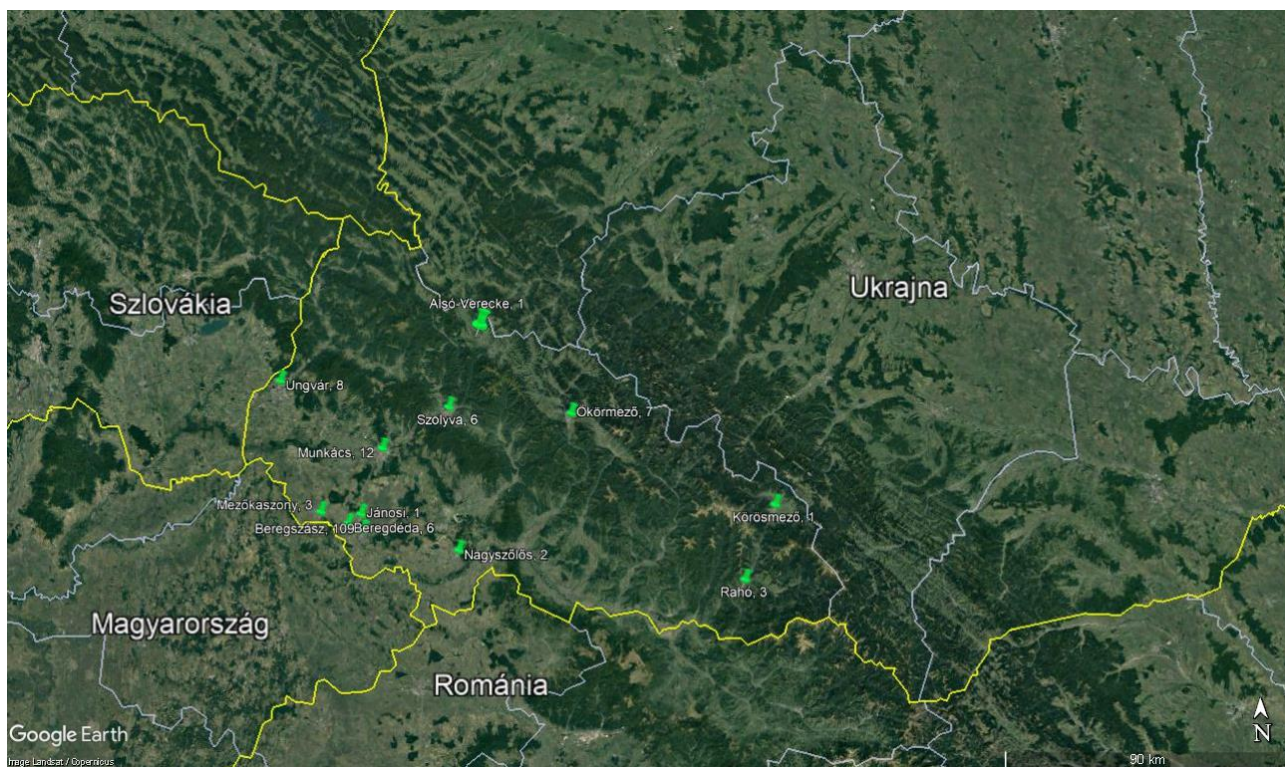 Szlovákia
Alsó-Verecke, 1
Ukrajna
Ungvár, 8
Szolyva, 6
Ökörmező, 7
Munkács, 12
Mezőkaszony, 3
Jánosi, 1
Beregszász, 109
Beregdéda, 6
Kőrösmező, 1
Nagyszőlős, 2
Rahó, 3
Magyarország
Románia
Google Earth
Image Landsat / Copernicus
N
90 km